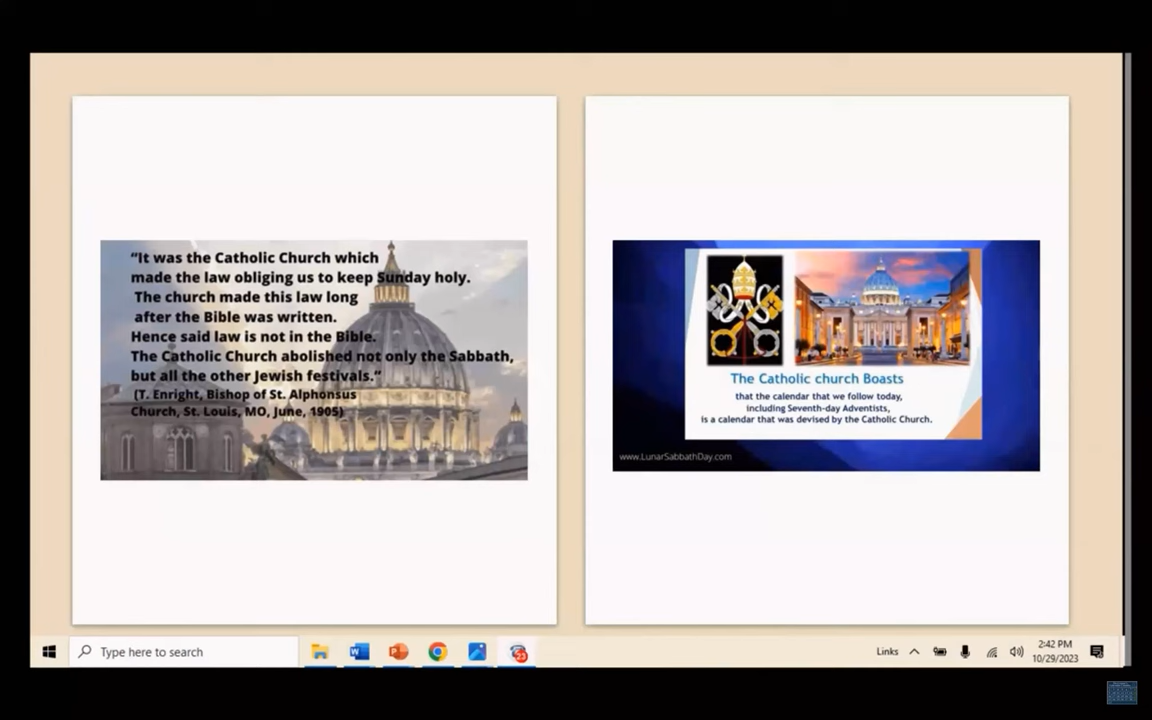 “It was the Catholic Church which
made the law obliging us to keep Sunday holy.
The church made this law long
after the Bible was written.
Hence said law is not in the Bible.
The Catholic Church abolished not only the Sabbath,
but all the other Jewish festivals.”
(T. Enright, Bishop of St. Alphonsus
Church, St. Louis, MO, June, 1905)
The Catholic church Boasts
that the calendar that we follow today,
including Seventh-day Adventists,
is a calendar that was devised by the Catholic Church.
www.LunarSabbathDay.com
Type here to search
23
Links
2:42 PM
10/29/2023